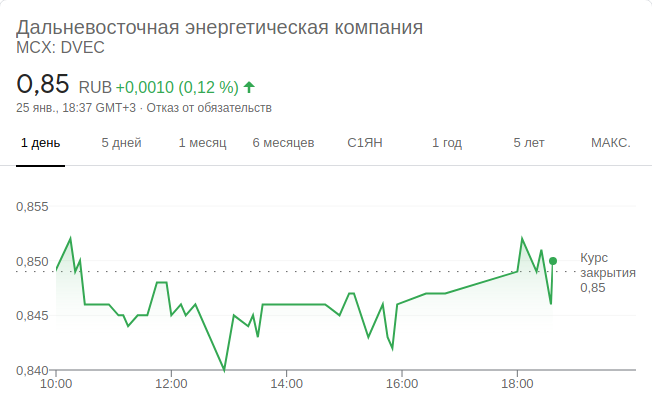 Дальневосточная энергетическая компания
MCX: DVEC
0,85 RUB +0,0010 (0,12 %)
25 янв., 18:37 GMT+3 · Отказ от обязательств
1 день 5 дней 1 месяц 6 месяцев С1ЯН 1 год 5 лет МАКС.
0,855
0,850
0,845
0,840
Курс
закрытия
0,85
10:00 12:00 14:00 16:00 18:00